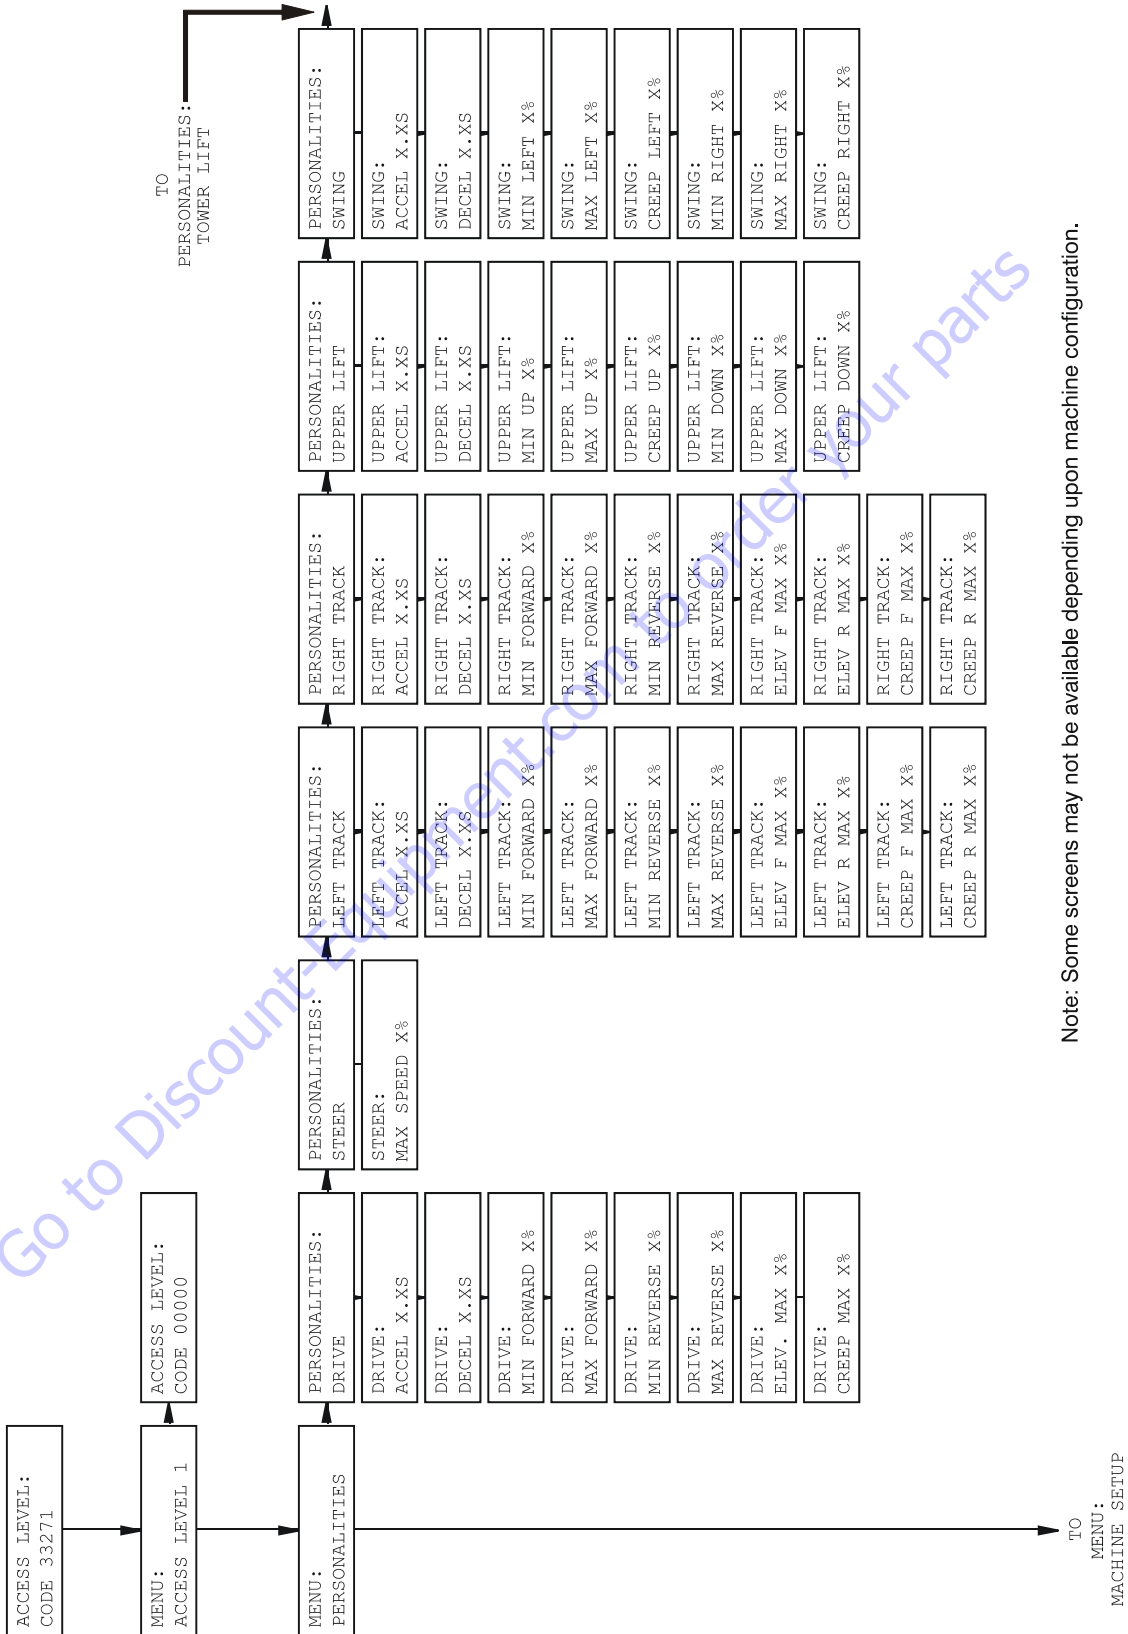 ACCESS LEVEL:
CODE 33271
MENU:
ACCESS LEVEL 1
ACCESS LEVEL:
CODE 00000
MENU:
PERSONALITIES
PERSONALITIES:
DRIVE
DRIVE:
ACCEL X.XS
DRIVE:
DECEL X.XS
DRIVE:
MIN FORWARD X%
DRIVE:
MAX FORWARD X%
DRIVE:
MIN REVERSE X%
DRIVE:
MAX REVERSE X%
DRIVE:
ELEV. MAX X%
DRIVE:
CREEP MAX X%
PERSONALITIES:
STEER
STEER:
MAX SPEED X%
PERSONALITIES:
LEFT TRACK
LEFT TRACK:
ACCEL X.XS
LEFT TRACK:
DECEL X.XS
LEFT TRACK:
MIN FORWARD X%
LEFT TRACK:
MAX FORWARD X%
LEFT TRACK:
MIN REVERSE X%
LEFT TRACK:
MAX REVERSE X%
LEFT TRACK:
ELEV F MAX X%
LEFT TRACK:
ELEV R MAX X%
LEFT TRACK:
CREEP F MAX X%
LEFT TRACK:
CREEP R MAX X%
PERSONALITIES:
RIGHT TRACK
RIGHT TRACK:
ACCEL X.XS
RIGHT TRACK:
DECEL X.XS
RIGHT TRACK:
MIN FORWARD X%
RIGHT TRACK:
MAX FORWARD X%
RIGHT TRACK:
MIN REVERSE X%
RIGHT TRACK:
MAX REVERSE X%
RIGHT TRACK:
ELEV F MAX X%
RIGHT TRACK:
ELEV R MAX X%
RIGHT TRACK:
CREEP F MAX X%
RIGHT TRACK:
CREEP R MAX X%
PERSONALITIES:
UPPER LIFT
UPPER LIFT:
ACCEL X.XS
UPPER LIFT:
DECEL X.XS
UPPER LIFT:
MIN UP X%
UPPER LIFT:
MAX UP X%
UPPER LIFT:
CREEP UP X%
UPPER LIFT:
MIN DOWN X%
UPPER LIFT:
MAX DOWN X%
UPPER LIFT:
CREEP DOWN X%
PERSONALITIES:
SWING
SWING:
ACCEL X.XS
SWING:
DECEL X.XS
SWING:
MIN LEFT X%
SWING:
MAX LEFT X%
SWING:
CREEP LEFT X%
SWING:
MIN RIGHT X%
SWING:
MAX RIGHT X%
SWING:
CREEP RIGHT X%
TO
PERSONALITIES:
TOWER LIFT
TO
MENU:
MACHINE SETUP
Note: Some screens may not be available depending upon machine configuration.
Go to Discount-Equipment.com to order your parts